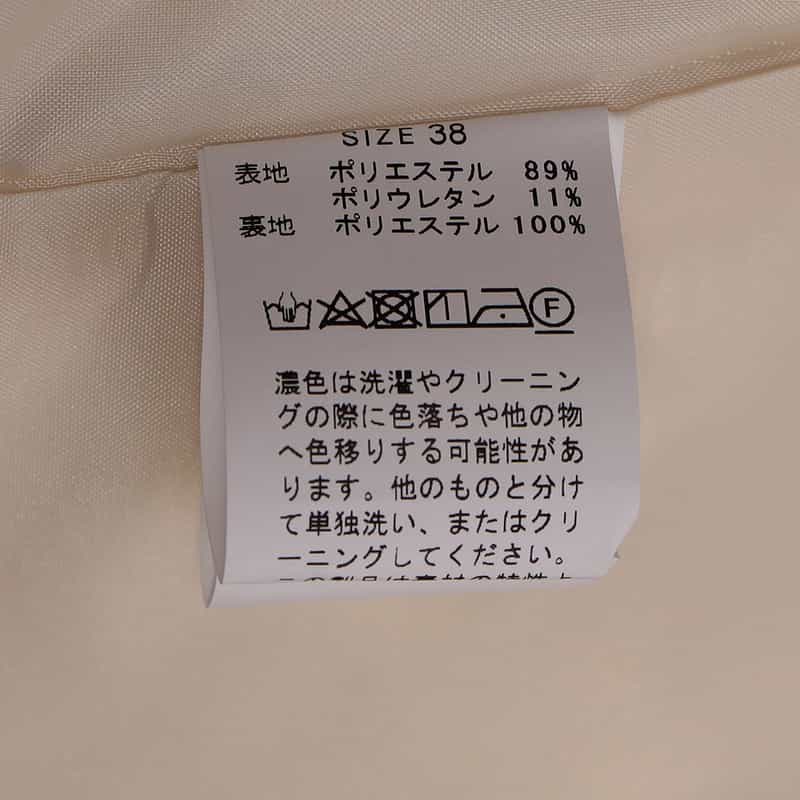 SIZE 38
表地 ポリエステル 89%
ポリウレタン 11%
裏地 ポリエステル 100%
F
濃色は洗濯やクリーニン
グの際に色落ちや他の物
へ色移りする可能性があ
ります。他のものと分け
て単独洗い、またはクリ
ーニングしてください。